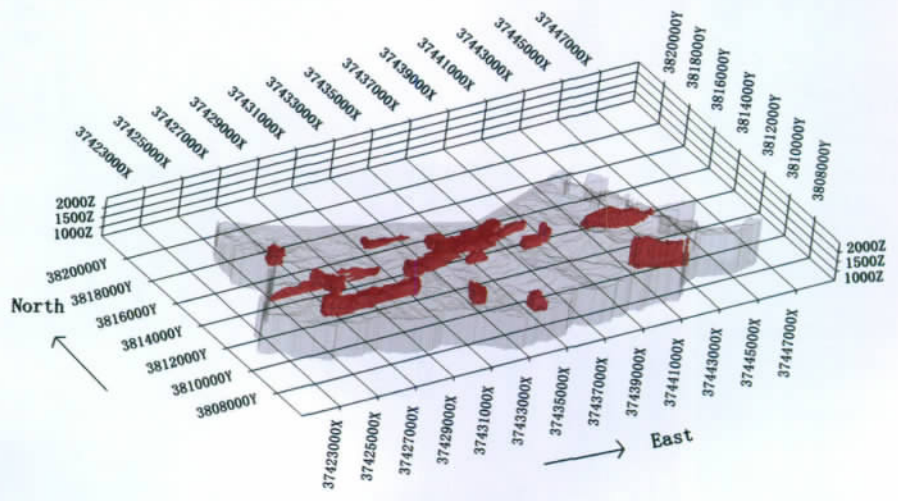 37423000X
37425000X
37427000X
37429000X
37431000X
37433000X
37435000X
37437000X
37439000X
37441000X
37443000X
37445000X
37447000X
3820000Y
3818000Y
3816000Y
3814000Y
3812000Y
3810000Y
3808000Y
2000Z
1500Z
1000Z
2000Z
1500Z
1000Z
3820000Y
3818000Y
3816000Y
3814000Y
3812000Y
3810000Y
3808000Y
North
37423000X
37425000X
37427000X
37429000X
37431000X
37433000X
37435000X
37437000X
37439000X
37441000X
37443000X
37445000X
37447000X
East